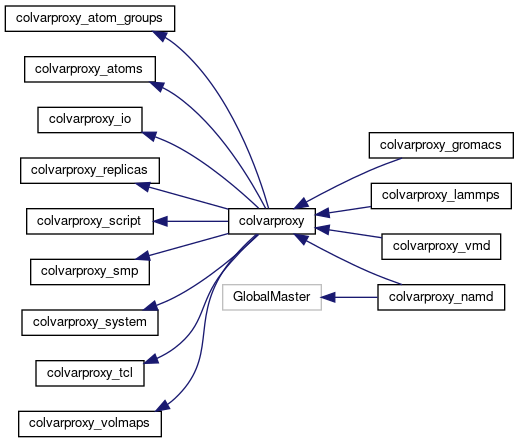 colvarproxy_atom_groups
colvarproxy_atoms
colvarproxy_io
colvarproxy_replicas
colvarproxy_script
colvarproxy_smp
colvarproxy_system
colvarproxy_tcl
colvarproxy_volmaps
colvarproxy
GlobalMaster
colvarproxy_gromacs
colvarproxy_lammps
colvarproxy_vmd
colvarproxy_namd